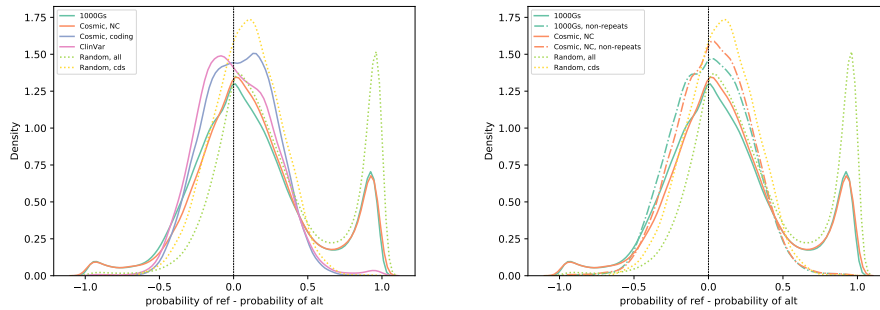 1000Gs
Cosmic, NC
Cosmic, coding
ClinVar
Random, all
Random, cds
Density
1.75
1.50
1.25
1.00
0.75
0.50
0.25
0.00
−1.0
−0.5
0.0
0.5
1.0
probability of ref - probability of alt
1000Gs
1000Gs, non-repeats
Cosmic, NC
Cosmic, NC, non-repeats
Random, all
Random, cds
Density
1.75
1.50
1.25
1.00
0.75
0.50
0.25
0.00
−1.0
−0.5
0.0
0.5
1.0
probability of ref - probability of alt